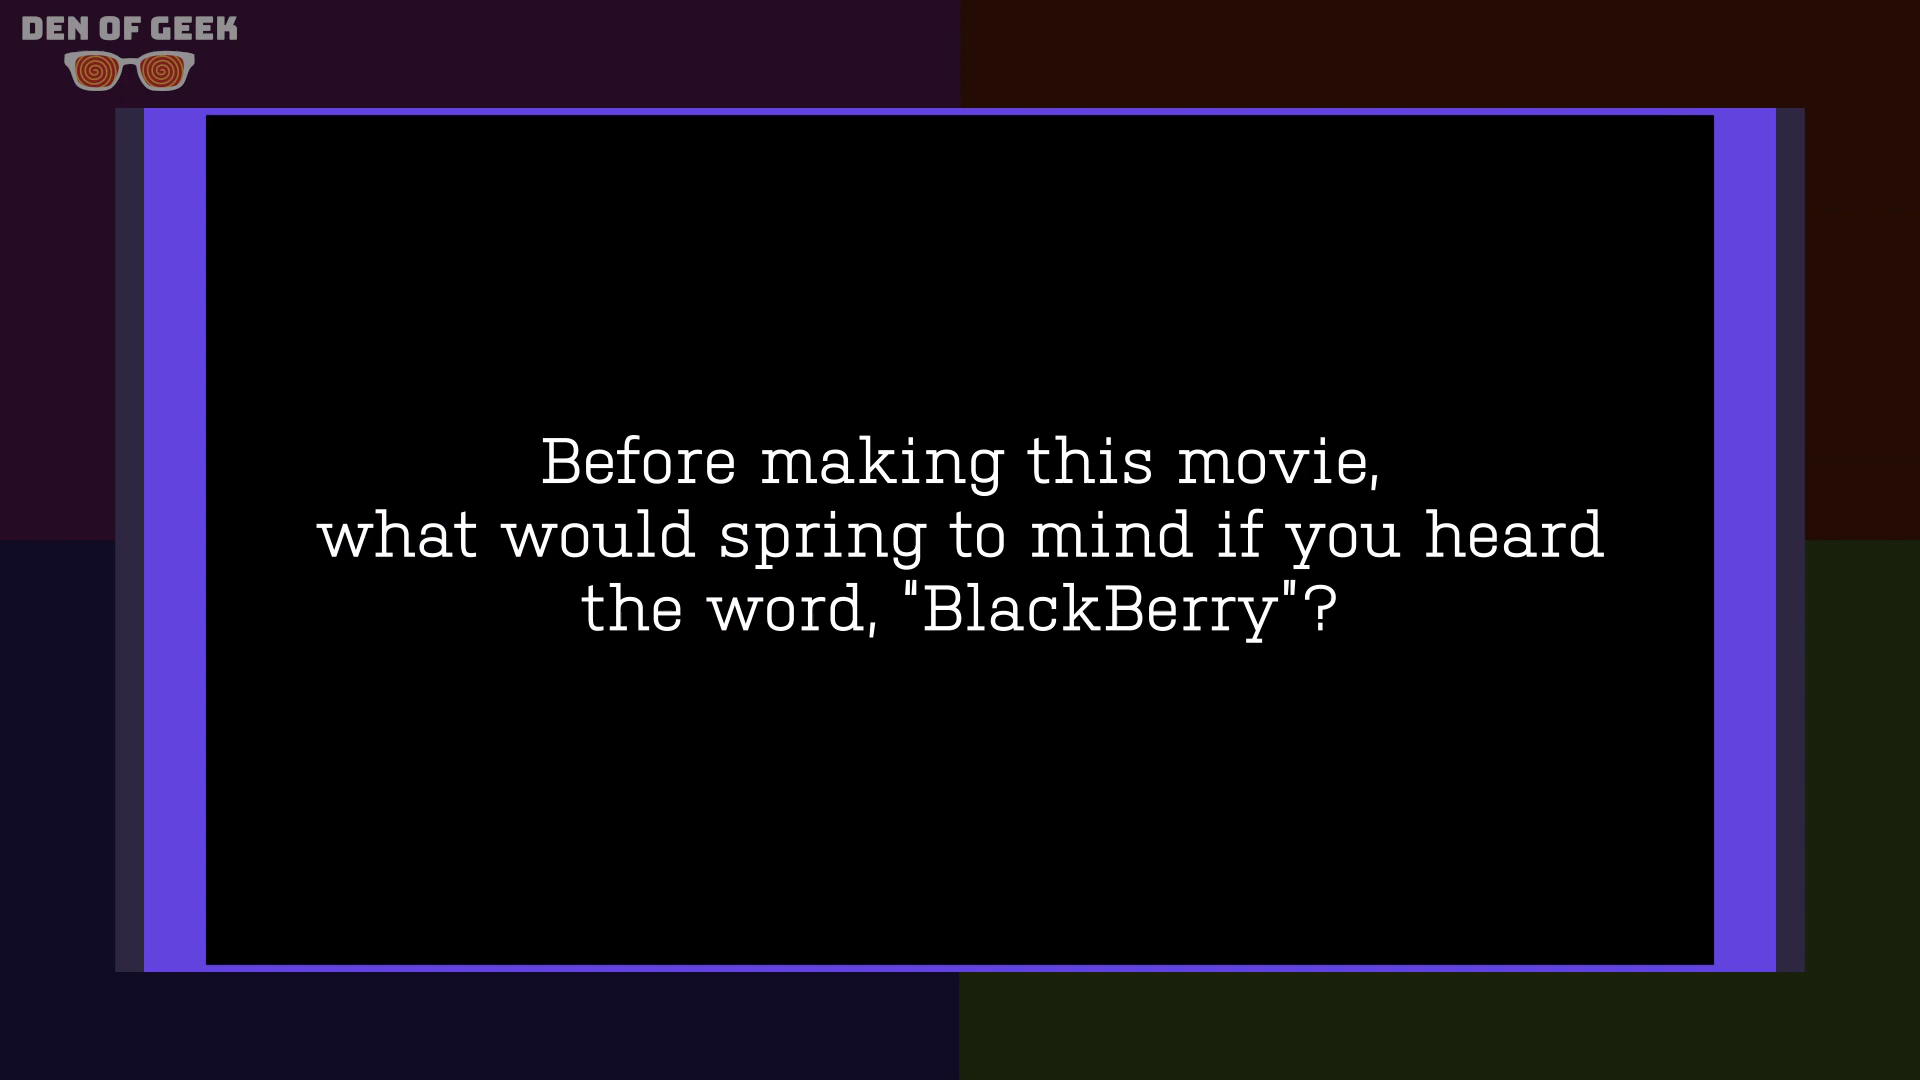 DEN OF GEEK
Before making this movie,
what would spring to mind if you heard
the word, "BlackBerry"?